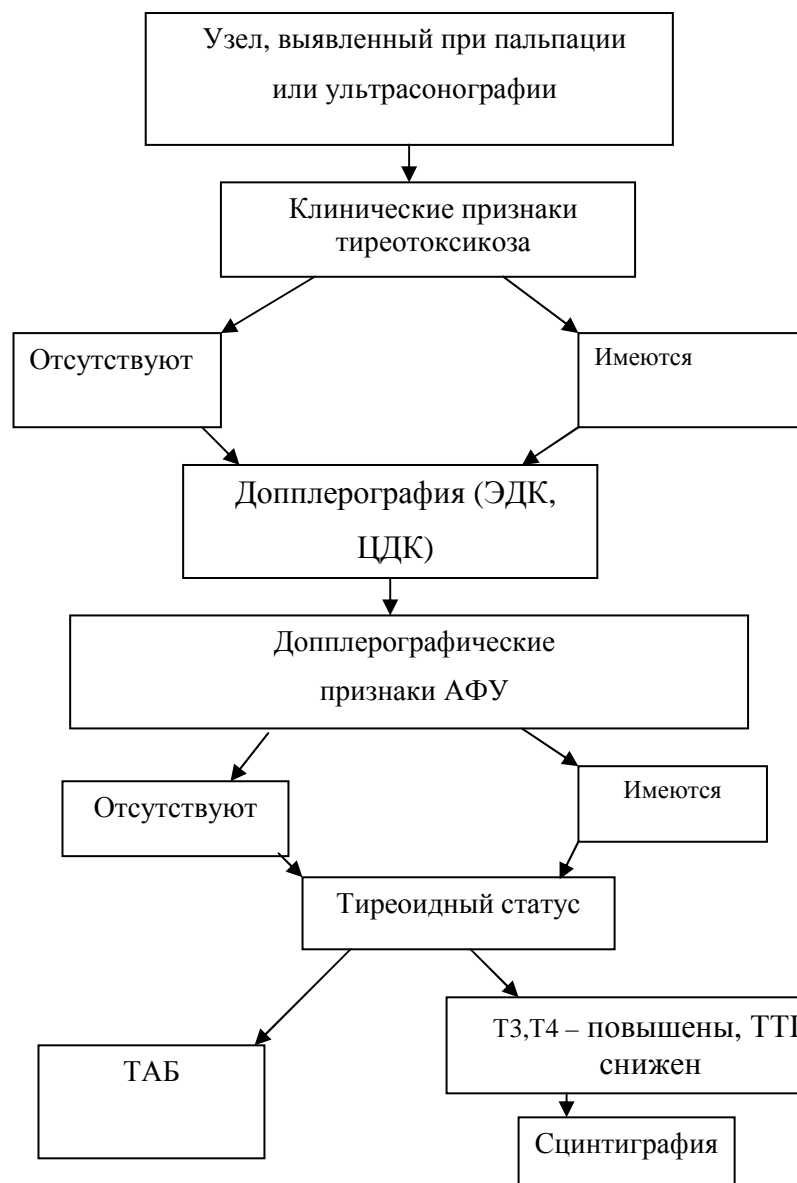 Узел, выявленный при пальпации
или ультрасонографии
Клинические признаки
тиреотоксикоза
Отсутствуют
Имеются
Допплерография (ЭДК,
ЦДК)
Допплерографические
признаки АФУ
Отсутствуют
Имеются
Тиреоидный статус
ТАБ
Т3,Т4 – повышены,
снижен
Сцинтиграфия